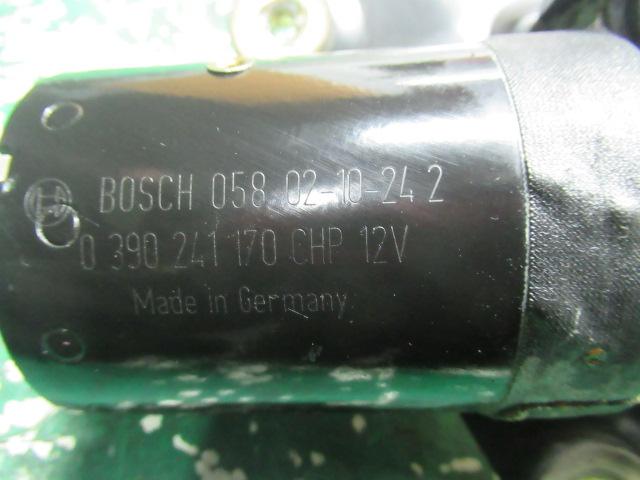 BOSCH 058 02-10-24 2
0 390 241 170 CHP 12V
Made in Germany